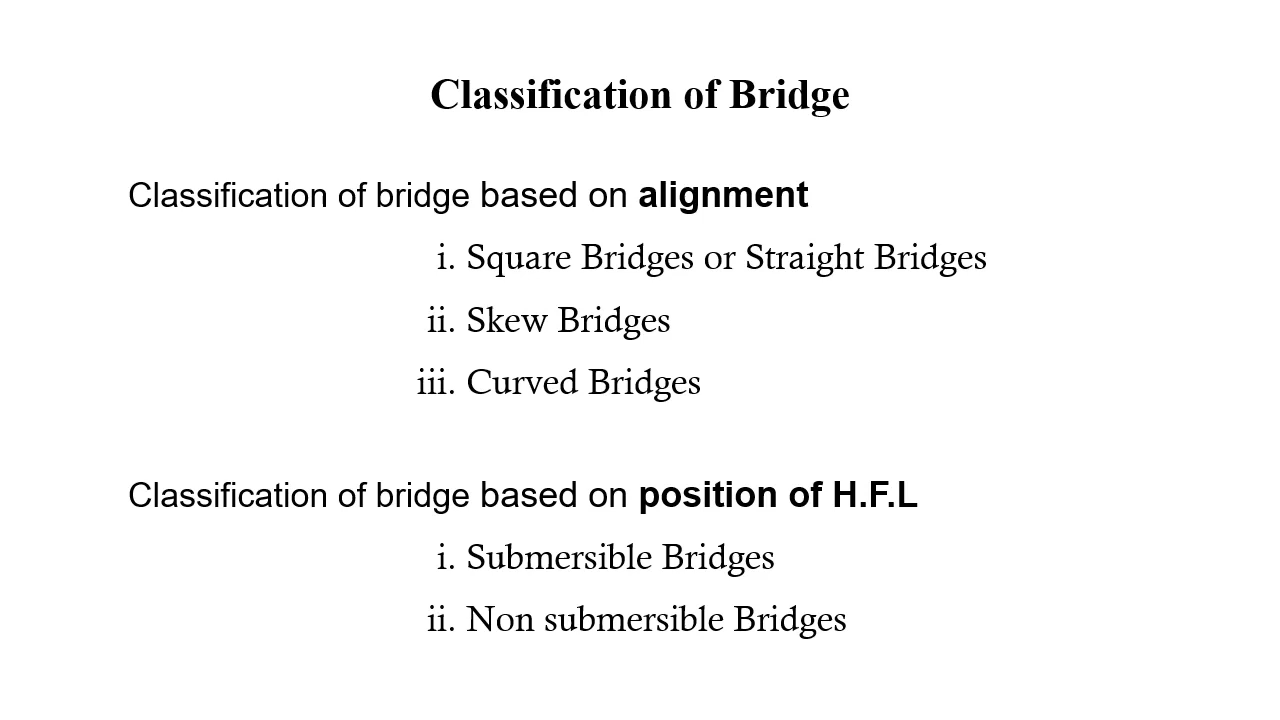 Classification of Bridge
Classification of bridge based on alignment
i. Square Bridges or Straight Bridges
ii. Skew Bridges
iii. Curved Bridges
Classification of bridge based on position of H.F.L
i. Submersible Bridges
ii. Non submersible Bridges